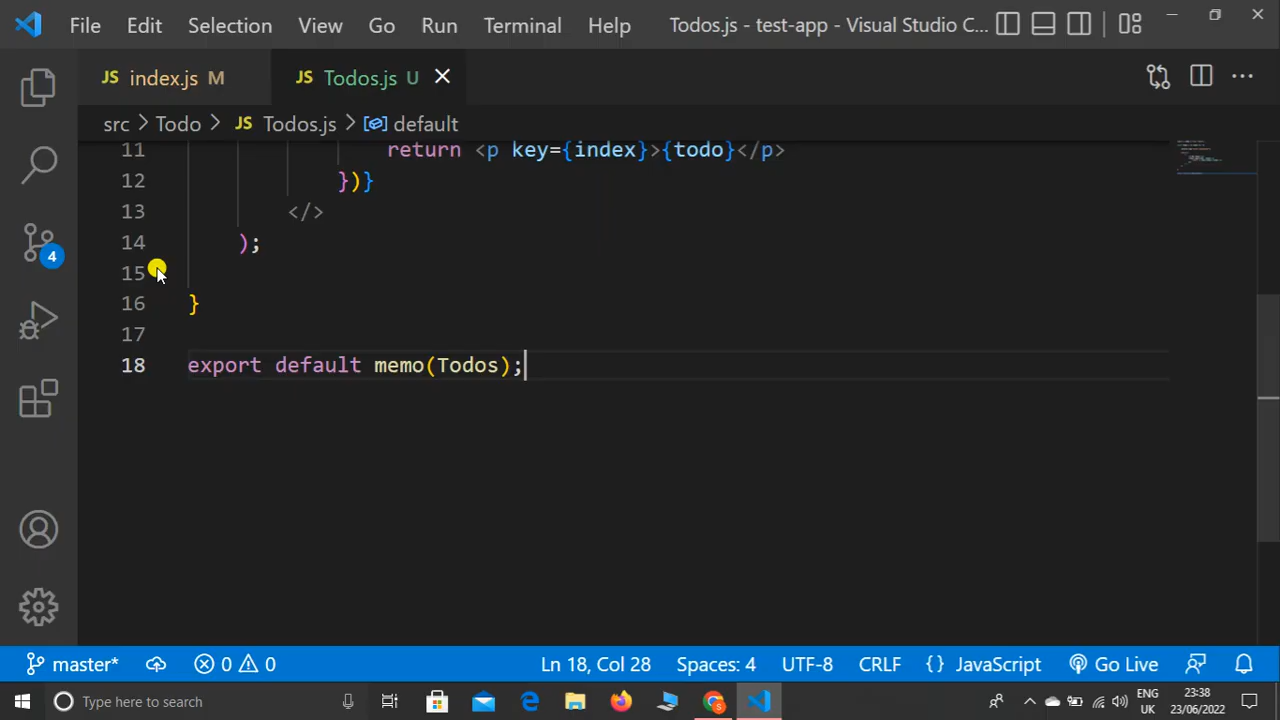 File Edit Selection View Go Run Terminal Help Todos.js - test-app - Visual Studio C...
JS index.js M JS Todos.js U
src > Todo > JS Todos.js > default
11 return <p key={index}>{todo}</p>
12 })}
13 </>
14 );
15
16 }
17
18 export default memo(Todos);
4
master* 0 0 Ln 18, Col 28 Spaces: 4 UTF-8 CRLF {} JavaScript Go Live
Type here to search ENG UK 23:38 23/06/2022